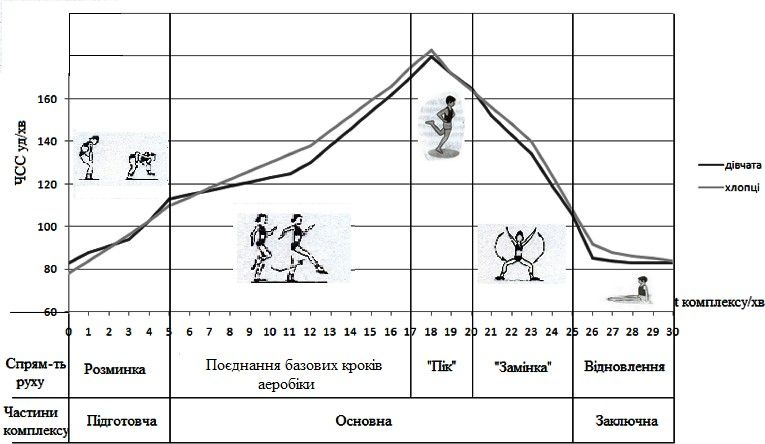 160
140
120
100
80
60
ЧСС уд/хв
дівчата
хлопці
t комплексу/хв
0 1 2 3 4 5 6 7 8 9 10 11 12 13 14 15 16 17 18 19 20 21 22 23 24 25 26 27 28 29 30
Спрям-ть
руху
Розминка
Поєднання базових кроків
аеробіки
"Пік"
"Замінка"
Відновлення
Частини
комплексу
Підготовча
Основна
Заключна